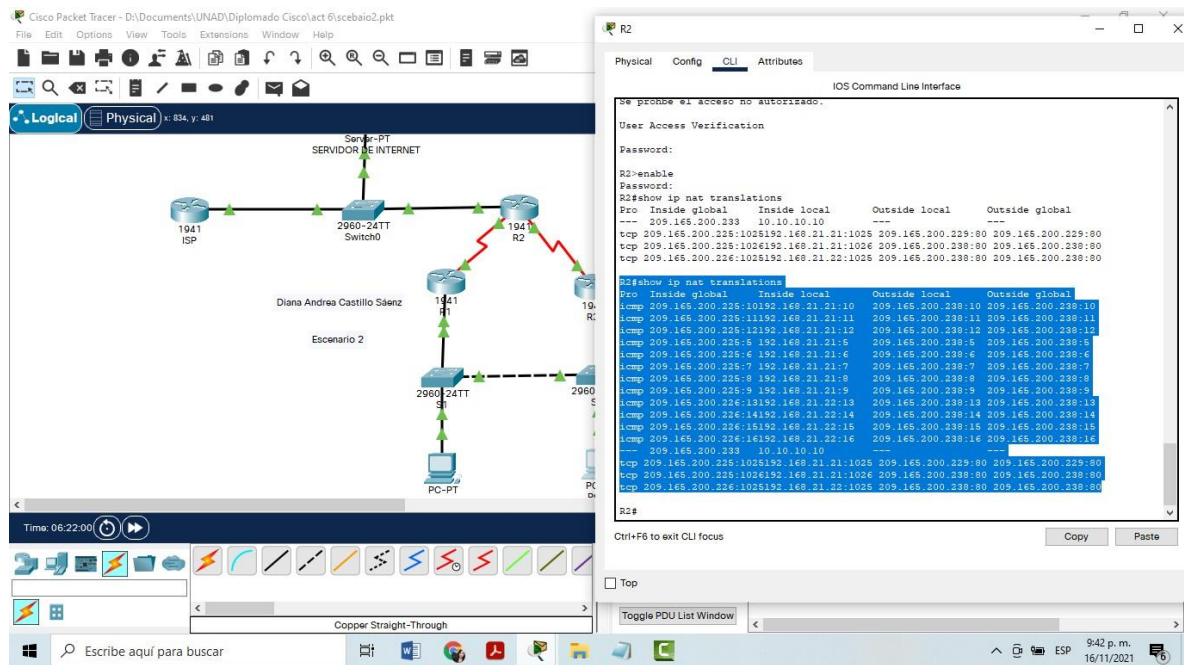 Cisco Packet Tracer - D:\Documents\UNAD\Diplomado Cisco\act 6\scebaio2.pkt
File Edit Options View Tools Extensions Window Help
Logical
Physical x: 834, y: 481
Server-PT
SERVIDOR DE INTERNET
1941
ISP
2960-24TT
Switch0
1941
R2
1941
R1
Diana Andrea Castillo Sáenz
Escenario 2
2960-24TT
S1
2960
PC-PT
Time: 06:22:00
Copper Straight-Through
R2
Physical Config CLI Attributes
IOS Command Line Interface
Se prohbe el acceso no autorizado.
User Access Verification
Password:
R2>enable
Password:
R2#show ip nat translations
Pro Inside global Inside local Outside local Outside global
--- 209.165.200.233 10.10.10.10 --- ---
tcp 209.165.200.225:1025192.168.21.21:1025 209.165.200.229:80 209.165.200.229:80
tcp 209.165.200.225:1026192.168.21.21:1026 209.165.200.238:80 209.165.200.238:80
tcp 209.165.200.226:1025192.168.21.22:1025 209.165.200.238:80 209.165.200.238:80
R2#show ip nat translations
Pro Inside global Inside local Outside local Outside global
icmp 209.165.200.225:10192.168.21.21:10 209.165.200.238:10 209.165.200.238:10
icmp 209.165.200.225:11192.168.21.21:11 209.165.200.238:11 209.165.200.238:11
icmp 209.165.200.225:12192.168.21.21:12 209.165.200.238:12 209.165.200.238:12
icmp 209.165.200.225:5 192.168.21.21:5 209.165.200.238:5 209.165.200.238:5
icmp 209.165.200.225:6 192.168.21.21:6 209.165.200.238:6 209.165.200.238:6
icmp 209.165.200.225:7 192.168.21.21:7 209.165.200.238:7 209.165.200.238:7
icmp 209.165.200.225:8 192.168.21.21:8 209.165.200.238:8 209.165.200.238:8
icmp 209.165.200.225:9 192.168.21.21:9 209.165.200.238:9 209.165.200.238:9
icmp 209.165.200.226:13192.168.21.22:13 209.165.200.238:13 209.165.200.238:13
icmp 209.165.200.226:14192.168.21.22:14 209.165.200.238:14 209.165.200.238:14
icmp 209.165.200.226:15192.168.21.22:15 209.165.200.238:15 209.165.200.238:15
icmp 209.165.200.226:16192.168.21.22:16 209.165.200.238:16 209.165.200.238:16
--- 209.165.200.233 10.10.10.10 --- ---
tcp 209.165.200.225:1025192.168.21.21:1025 209.165.200.229:80 209.165.200.229:80
tcp 209.165.200.225:1026192.168.21.21:1026 209.165.200.238:80 209.165.200.238:80
tcp 209.165.200.226:1025192.168.21.22:1025 209.165.200.238:80 209.165.200.238:80
R2#
Ctrl+F6 to exit CLI focus
Copy Paste
Top
Toggle PDU List Window
Escribe aquí para buscar
ESP
9:42 p. m.
16/11/2021